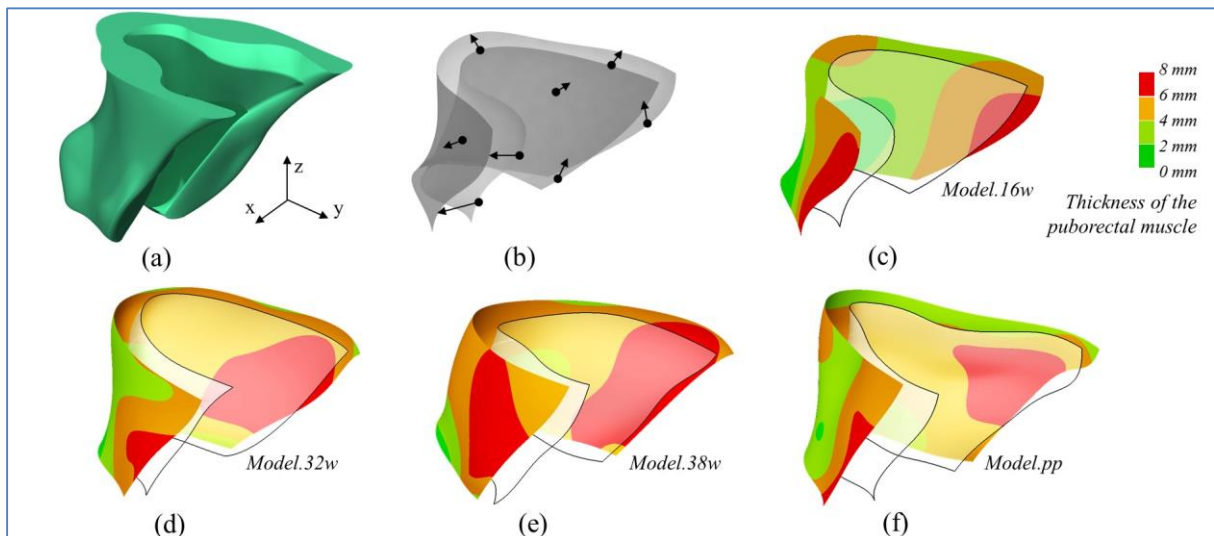 z
x
y
(a)
(b)
Model.16w
(c)
8 mm
6 mm
4 mm
2 mm
0 mm
Thickness of the
puborectal muscle
Model.32w
(d)
Model.38w
(e)
Model.pp
(f)